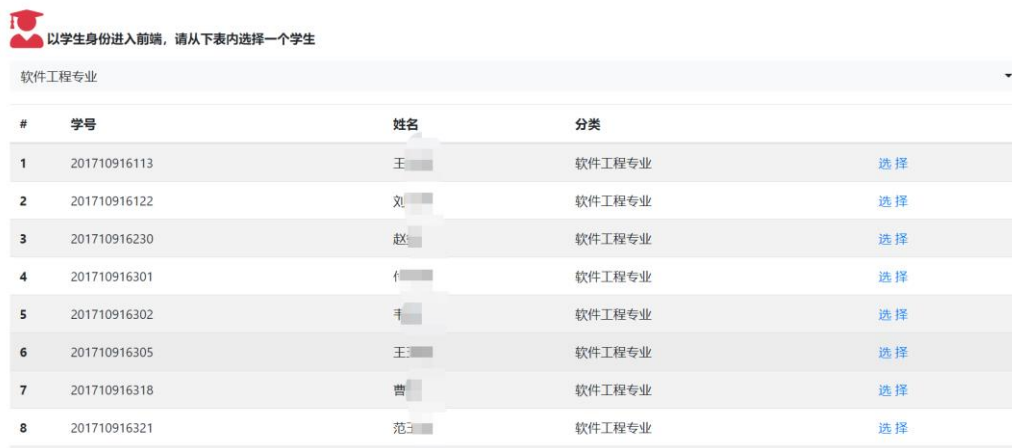 以学生身份进入前端，请从下表内选择一个学生
软件工程专业
# 学号 姓名 分类
1 201710916113 王 软件工程专业 选 择
2 201710916122 刘 软件工程专业 选 择
3 201710916230 赵 软件工程专业 选 择
4 201710916301 软件工程专业 选 择
5 201710916302 软件工程专业 选 择
6 201710916305 王 软件工程专业 选 择
7 201710916318 曹 软件工程专业 选 择
8 201710916321 范 软件工程专业 选 择